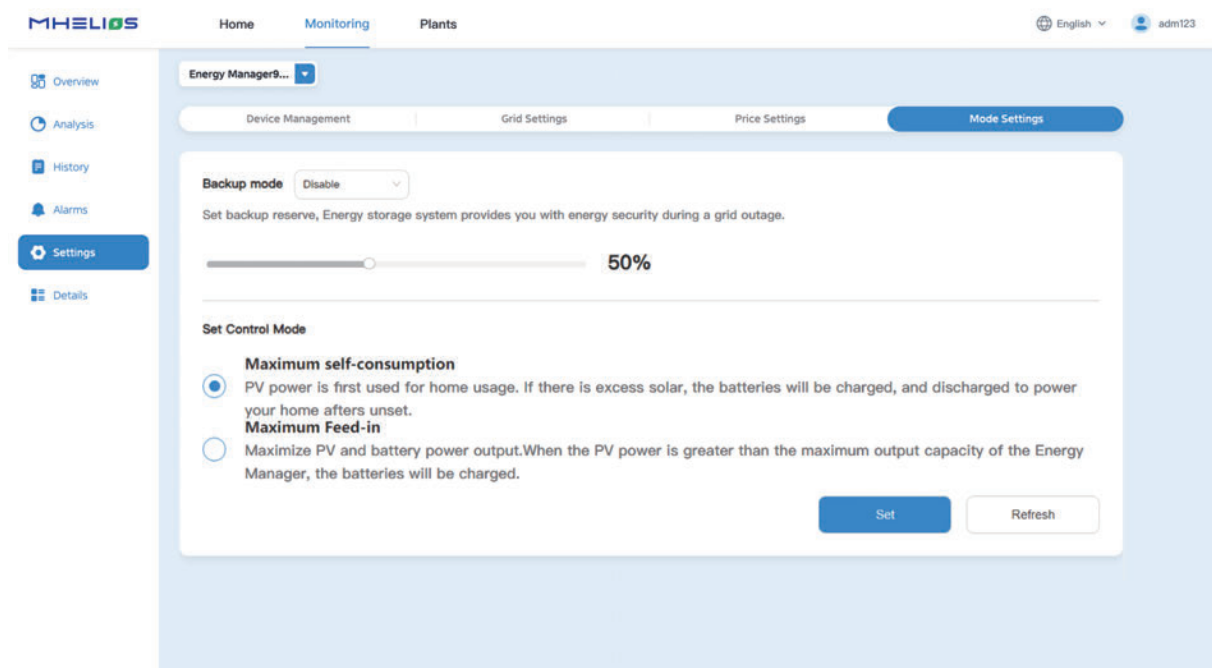 MHELIOS
Home
Monitoring
Plants
English
adm123
Overview
Analysis
History
Alarms
Settings
Details
Energy Manager9...
Device Management
Grid Settings
Price Settings
Mode Settings
Backup mode
Disable
Set backup reserve, Energy storage system provides you with energy security during a grid outage.
50%
Set Control Mode
Maximum self-consumption
PV power is first used for home usage. If there is excess solar, the batteries will be charged, and discharged to power
your home afters unset.
Maximum Feed-in
Maximize PV and battery power output.When the PV power is greater than the maximum output capacity of the Energy
Manager, the batteries will be charged.
Set
Refresh